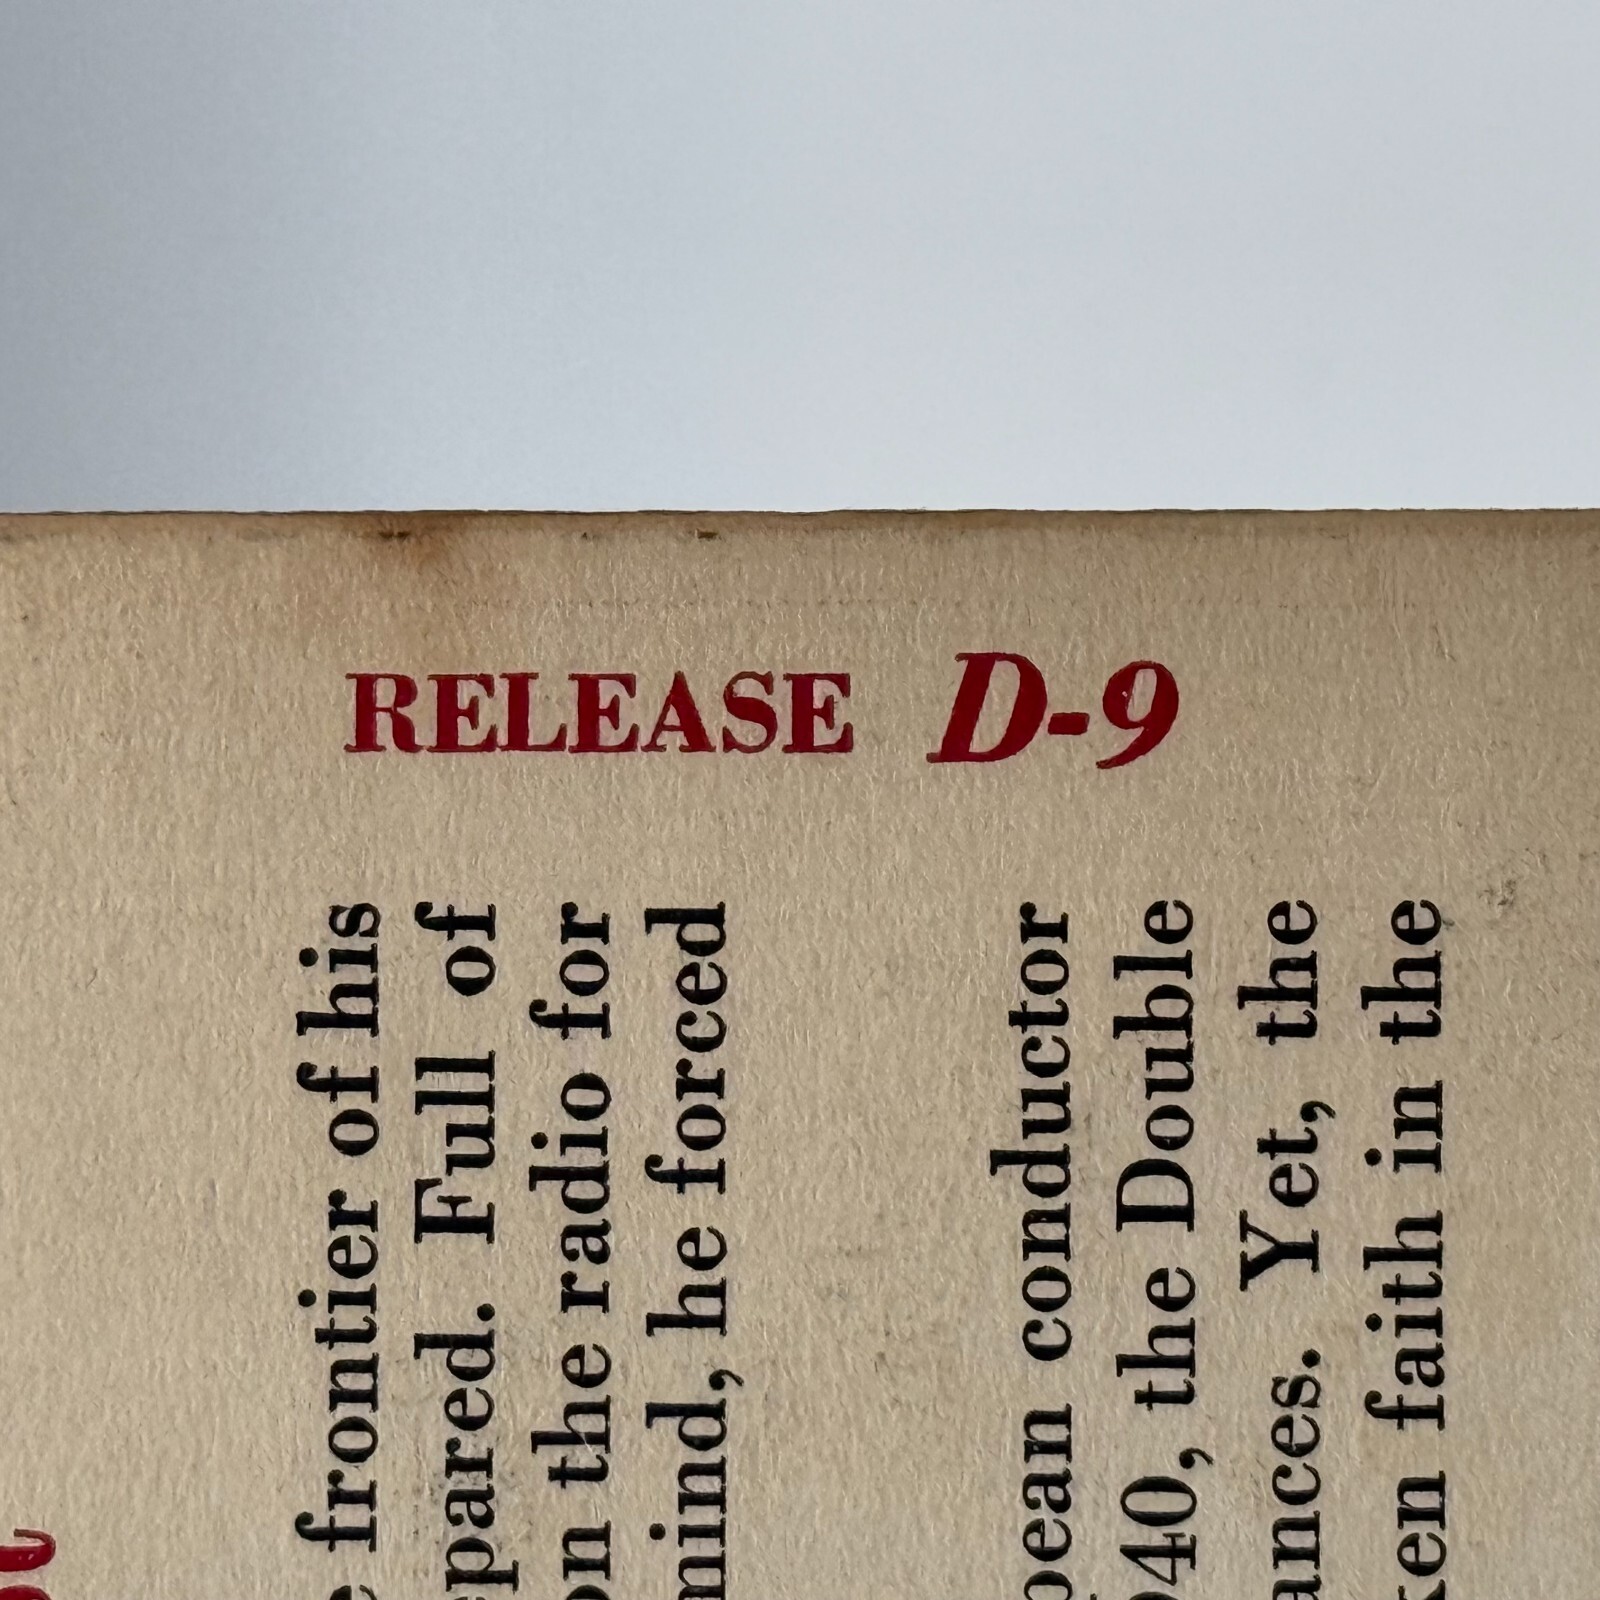 RELEASE D-9
frontier of his
pared. Full of
on the radio for
mind, he forced
conductor
the Double
Yet, the
faith in the